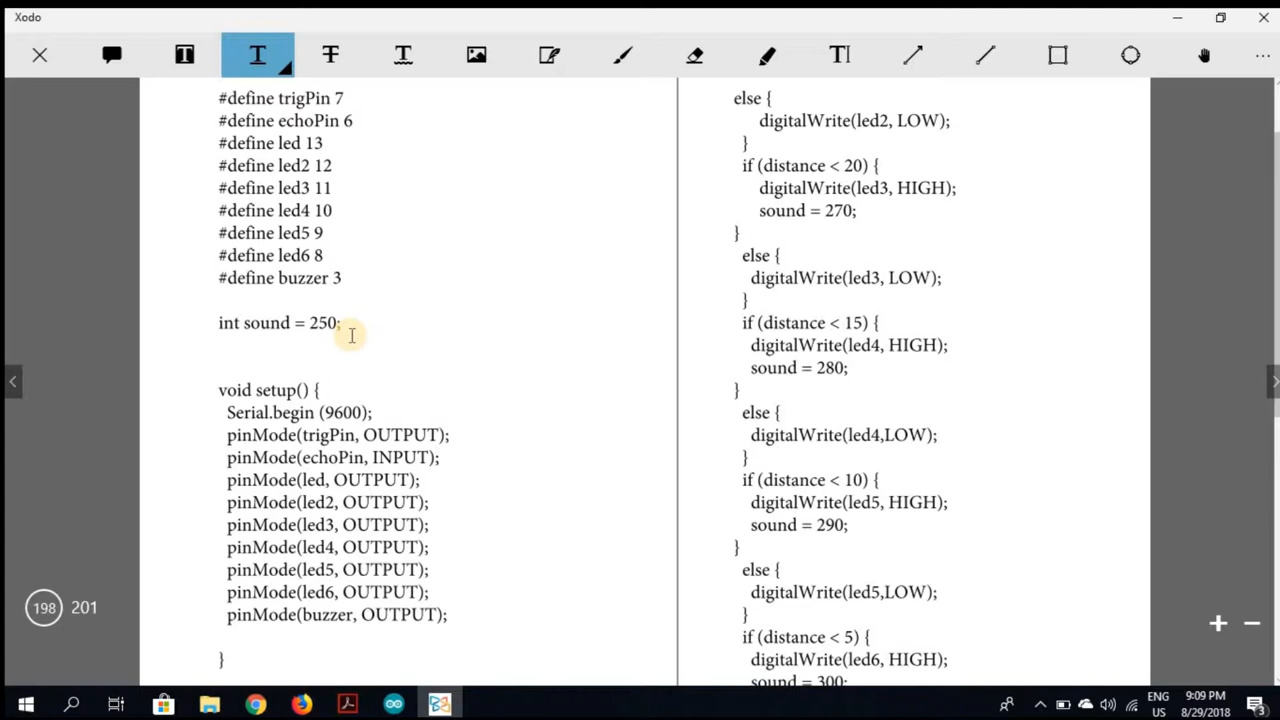 Xodo
T
T
T
T
TI
#define trigPin 7
#define echoPin 6
#define led 13
#define led2 12
#define led3 11
#define led4 10
#define led5 9
#define led6 8
#define buzzer 3
int sound = 250;
void setup() {
Serial.begin (9600);
pinMode(trigPin, OUTPUT);
pinMode(echoPin, INPUT);
pinMode(led, OUTPUT);
pinMode(led2, OUTPUT);
pinMode(led3, OUTPUT);
pinMode(led4, OUTPUT);
pinMode(led5, OUTPUT);
pinMode(led6, OUTPUT);
pinMode(buzzer, OUTPUT);
}
else {
digitalWrite(led2, LOW);
}
if (distance < 20) {
digitalWrite(led3, HIGH);
sound = 270;
}
else {
digitalWrite(led3, LOW);
}
if (distance < 15) {
digitalWrite(led4, HIGH);
sound = 280;
}
else {
digitalWrite(led4,LOW);
}
if (distance < 10) {
digitalWrite(led5, HIGH);
sound = 290;
}
else {
digitalWrite(led5,LOW);
}
if (distance < 5) {
digitalWrite(led6, HIGH);
sound = 300;
198 201
ENG
US
9:09 PM
8/29/2018
3